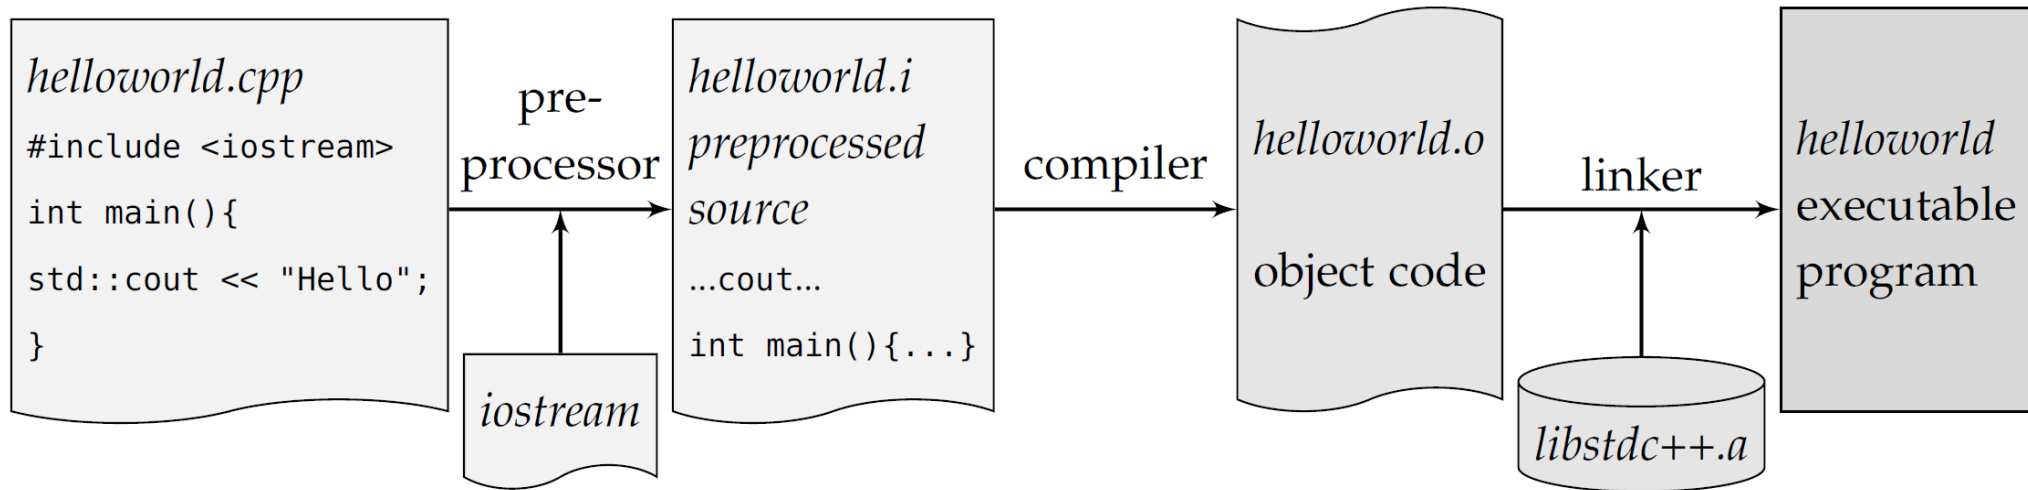 helloworld.cpp
#include <iostream>
int main(){
std::cout << "Hello";
}
pre-
processor
iostream
helloworld.i
preprocessed
source
...cout...
int main(){...}
compiler
helloworld.o
object code
linker
libstdc++.a
helloworld
executable
program